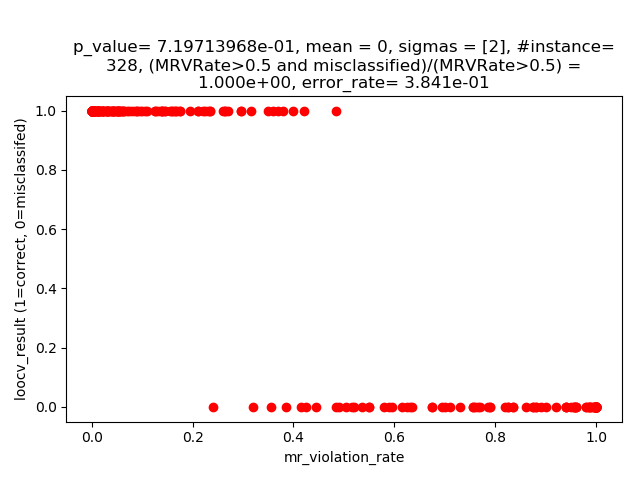 p_value= 7.19713968e-01, mean = 0, sigmas = [2], #instance=
328, (MRVRate>0.5 and misclassified)/(MRVRate>0.5) =
1.000e+00, error_rate= 3.841e-01
1.0
0.8
0.6
0.4
0.2
0.0
loocv_result (1=correct, 0=misclassifed)
0.0 0.2 0.4 0.6 0.8 1.0
mr_violation_rate